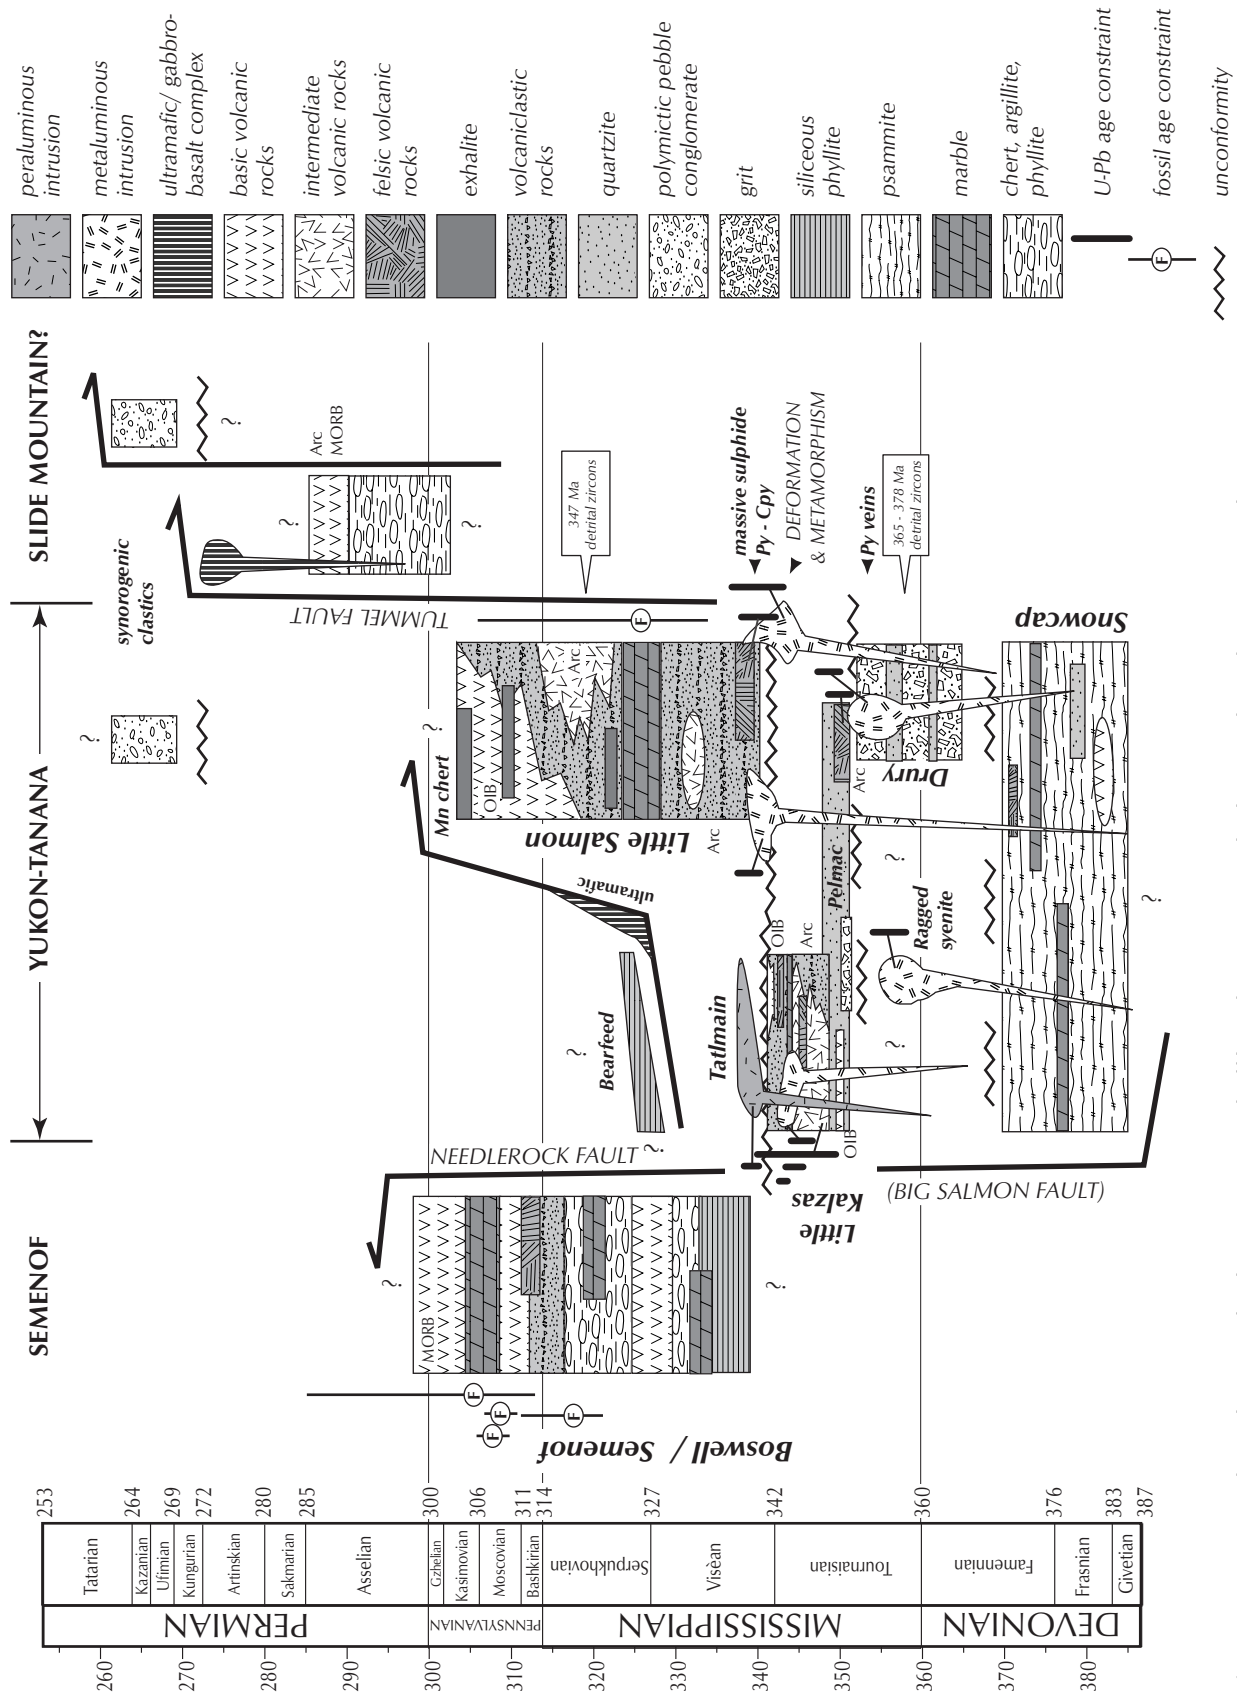 SEMENOF
YUKON-TANANA
SLIDE MOUNTAIN?
253
264
269
272
280
285
300
306
311
314
327
342
360
376
383
387
Tatarian
Kazanian
Ufimian
Kungurian
Artinskian
Sakmarian
Asselian
Gzhelian
Kasimovian
Moscovian
Bashkirian
Serpukhovian
Visèan
Tournaisian
Famennian
Frasnian
Givetian
PERMIAN
PENNSYLVANIAN
MISSISSIPPIAN
DEVONIAN
260
270
280
290
300
310
320
330
340
350
360
370
380
Boswell / Semenof
F
F
F
F
MORB
?
?
NEEDLEROCK FAULT
(BIG SALMON FAULT)
?
Bearfeed
?
ultramafic
Tatlmain
Little
Kalzas
OIB
OIB
Arc
Pelmac
Ragged
syenite
?
?
?
Mn chert
?
OIB
Arc
Little Salmon
Arc
Arc
Drury
Snowcap
?
synorogenic
clastics
TUMMEL FAULT
F
?
?
Arc
MORB
?
347 Ma
detrital zircons
massive sulphide
Py - Cpy
DEFORMATION
& METAMORPHISM
Py veins
365 - 378 Ma
detrital zircons
peraluminous
intrusion
metaluminous
intrusion
ultramafic/ gabbro-
basalt complex
basic volcanic
rocks
intermediate
volcanic rocks
felsic volcanic
rocks
exhalite
volcaniclastic
rocks
quartzite
polymictic pebble
conglomerate
grit
siliceous
phyllite
psammite
marble
chert, argillite,
phyllite
U-Pb age constraint
F
fossil age constraint
unconformity